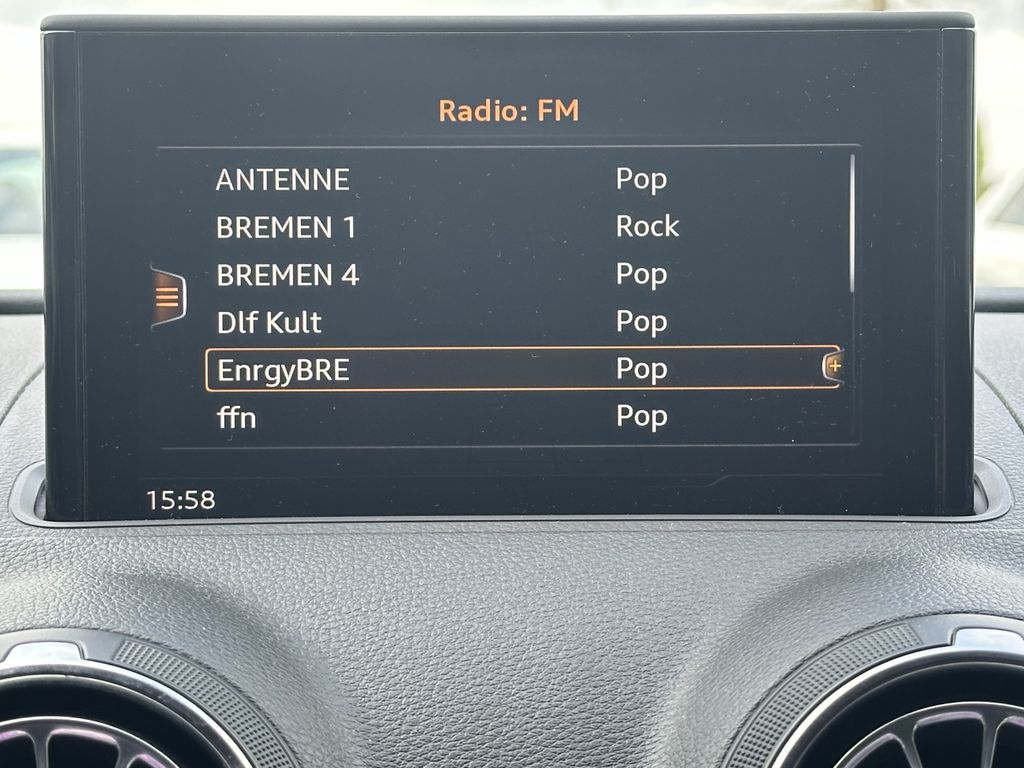 Radio: FM
ANTENNE Pop
BREMEN 1 Rock
BREMEN 4 Pop
Dlf Kult Pop
EnrgyBRE Pop
ffn Pop
15:58